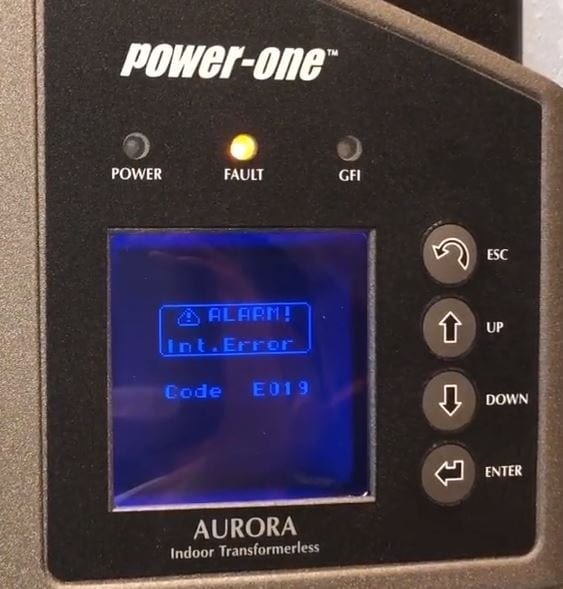 power-one™
POWER FAULT GFI
ESC
UP
DOWN
ENTER
ALARM!
Int.Error
Code E019
AURORA
Indoor Transformerless